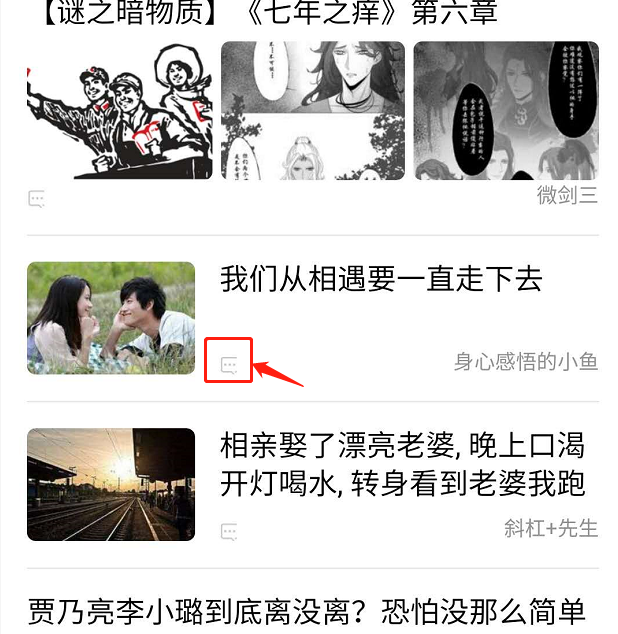 【谜之暗物质】《七年之痒》第六章
微剑三
我们从相遇要一直走下去
身心感悟的小鱼
相亲娶了漂亮老婆,晚上口渴
开灯喝水,转身看到老婆我跑
斜杠+先生
贾乃亮李小璐到底离没离？恐怕没那么简单